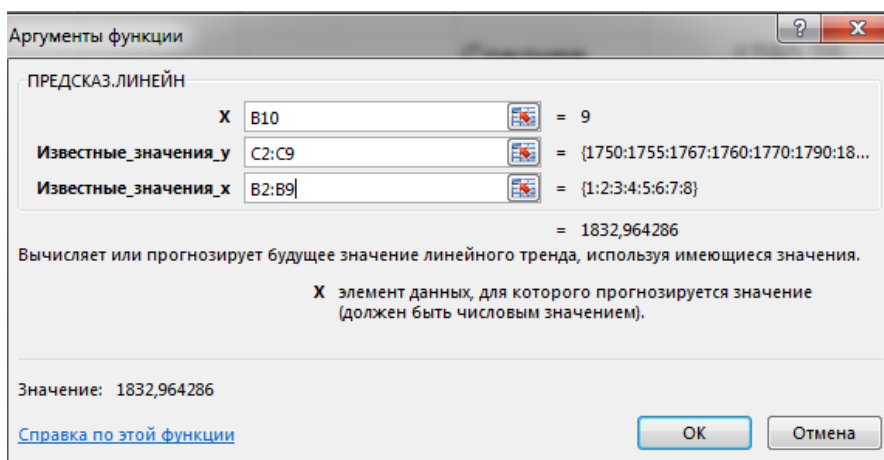 Аргументы функции
ПРЕДСКАЗ.ЛИНЕЙН
X B10 = 9
Известные_значения_y C2:C9 = {1750:1755:1767:1760:1770:1790:18...
Известные_значения_x B2:B9 = {1:2:3:4:5:6:7:8}
= 1832,964286
Вычисляет или прогнозирует будущее значение линейного тренда, используя имеющиеся значения.
X элемент данных, для которого прогнозируется значение
(должен быть числовым значением).
Значение: 1832,964286
Справка по этой функции
ОК
Отмена